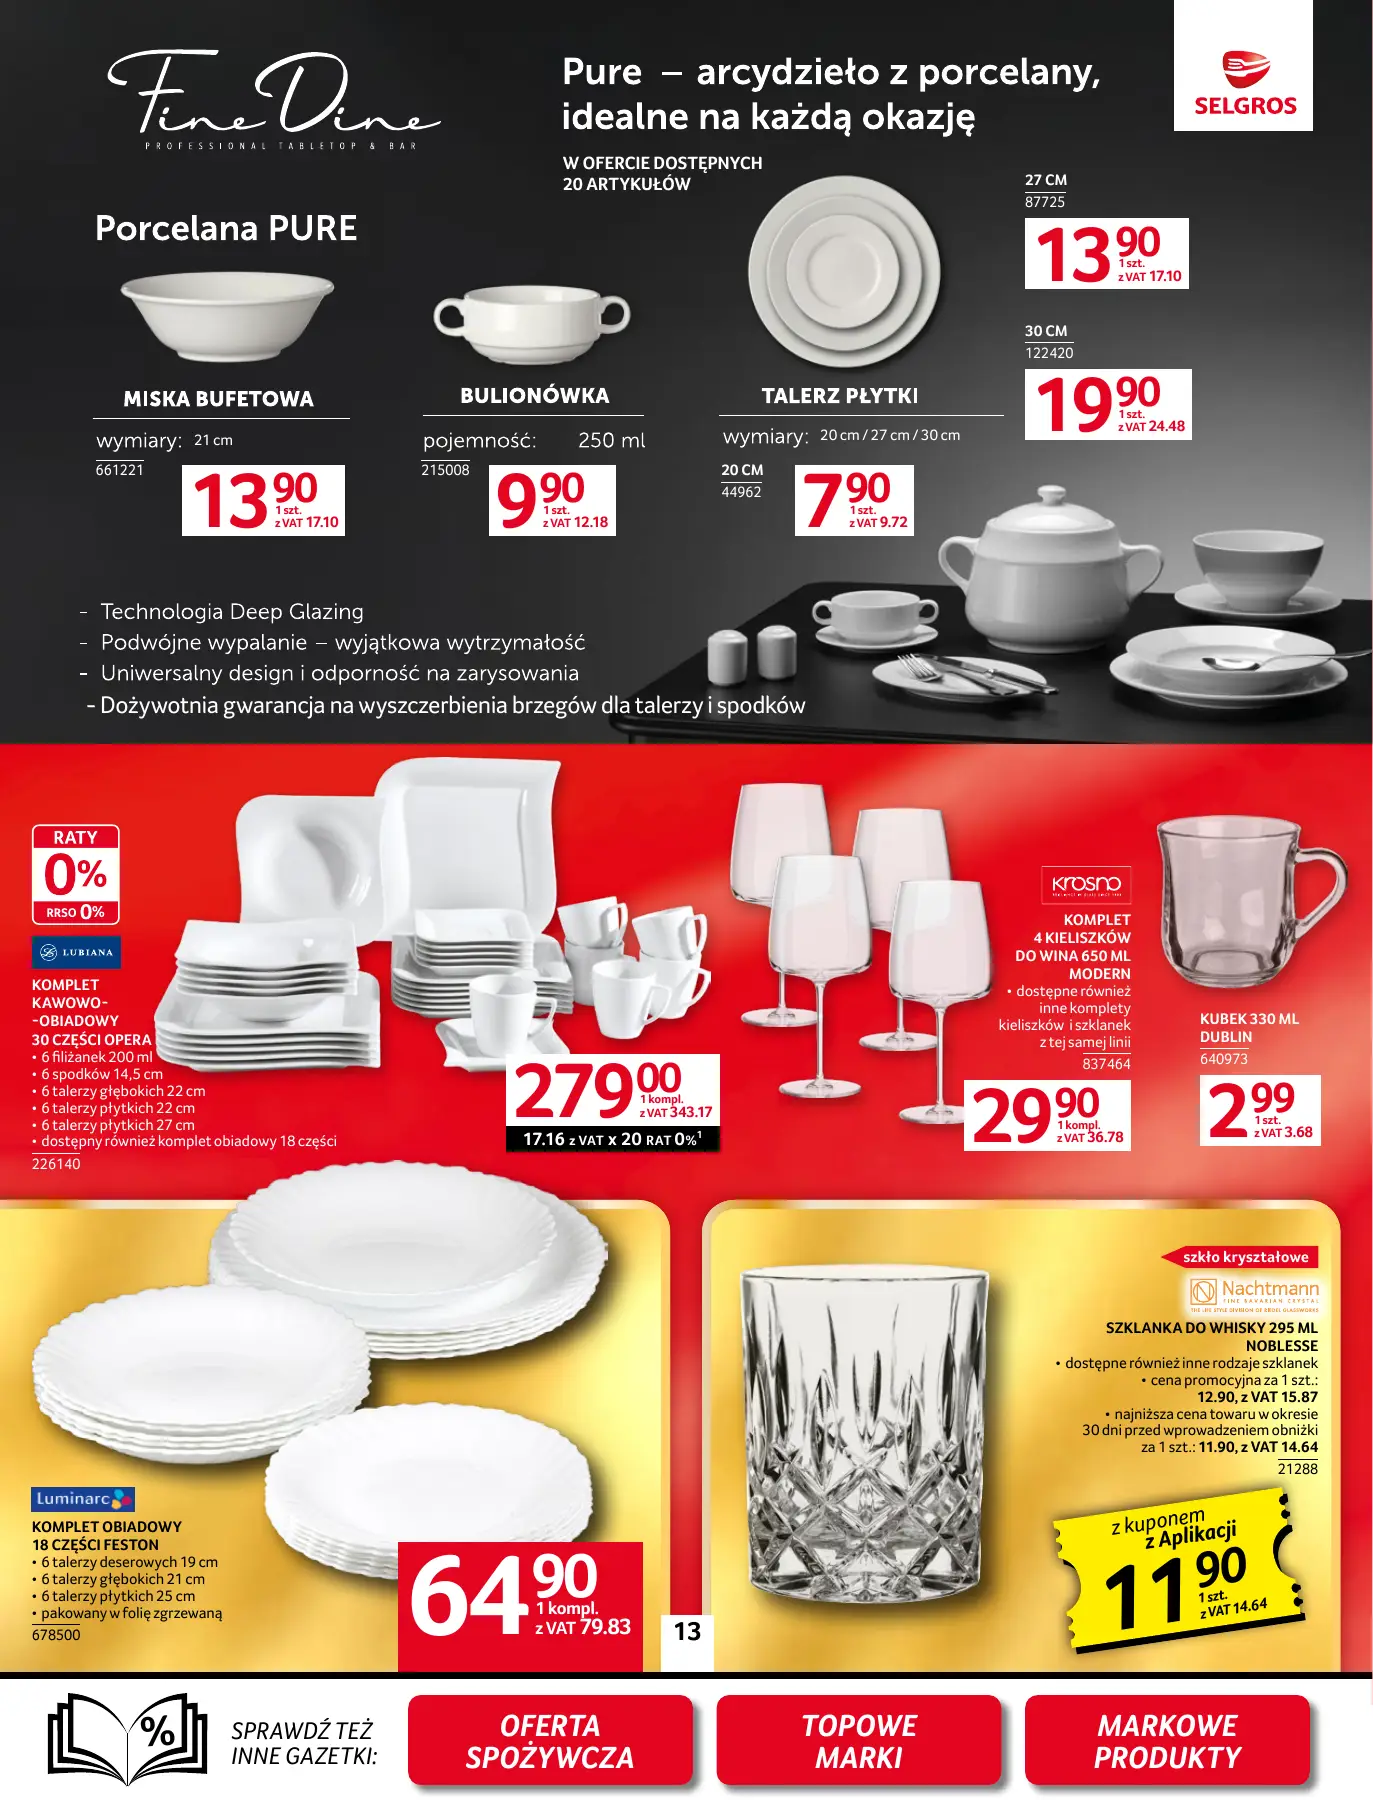 Fine Dine
PROFESSIONAL TABLETOP & BAR
Pure – arcydzieło z porcelany,
idealne na każdą okazję
SELGROS
W OFERCIE DOSTĘPNYCH
20 ARTYKUŁÓW
Porcelana PURE
27 CM
87725
13 90
1 szt.
z VAT 17.10
30 CM
122420
19 90
1 szt.
z VAT 24.48
MISKA BUFETOWA
wymiary: 21 cm
661221
13 90
1 szt.
z VAT 17.10
BULIONÓWKA
pojemność: 250 ml
215008
9 90
1 szt.
z VAT 12.18
TALERZ PŁYTKI
wymiary: 20 cm / 27 cm / 30 cm
20 CM
44962
7 90
1 szt.
z VAT 9.72
- Technologia Deep Glazing
- Podwójne wypalanie – wyjątkowa wytrzymałość
- Uniwersalny design i odporność na zarysowania
- Dożywotnia gwarancja na wyszczerbienia brzegów dla talerzy i spodków
RATY
0%
RRSO 0%
LUBIANA
KOMPLET
KAWOWO-
-OBIADOWY
30 CZĘŚCI OPERA
• 6 filiżanek 200 ml
• 6 spodków 14,5 cm
• 6 talerzy głębokich 22 cm
• 6 talerzy płytkich 22 cm
• 6 talerzy płytkich 27 cm
• dostępny również komplet obiadowy 18 części
226140
279 00
1 kompl.
z VAT 343.17
17.16 z VAT x 20 RAT 0%1
KROSNO
KOMPLET
4 KIELISZKÓW
DO WINA 650 ML
MODERN
• dostępne również
inne komplety
kieliszków i szklanek
z tej samej linii
837464
29 90
1 kompl.
z VAT 36.78
KUBEK 330 ML
DUBLIN
640973
2 99
1 szt.
z VAT 3.68
Luminarc
KOMPLET OBIADOWY
18 CZĘŚCI FESTON
• 6 talerzy deserowych 19 cm
• 6 talerzy głębokich 21 cm
• 6 talerzy płytkich 25 cm
• pakowany w folię zgrzewaną
678500
64 90
1 kompl.
z VAT 79.83
szkło kryształowe
Nachtmann
FINE BAVARIAN CRYSTAL
THE LIFE STYLE DIVISION OF RIEDEL GLASSWORKS
SZKLANKA DO WHISKY 295 ML
NOBLESSE
• dostępne również inne rodzaje szklanek
• cena promocyjna za 1 szt.:
12.90, z VAT 15.87
• najniższa cena towaru w okresie
30 dni przed wprowadzeniem obniżki
za 1 szt.: 11.90, z VAT 14.64
21288
z kuponem
z Aplikacji
11 90
1 szt.
z VAT 14.64
13
%
SPRAWDŹ TEŻ
INNE GAZETKI:
OFERTA
SPOŻYWCZA
TOPOWE
MARKI
MARKOWE
PRODUKTY